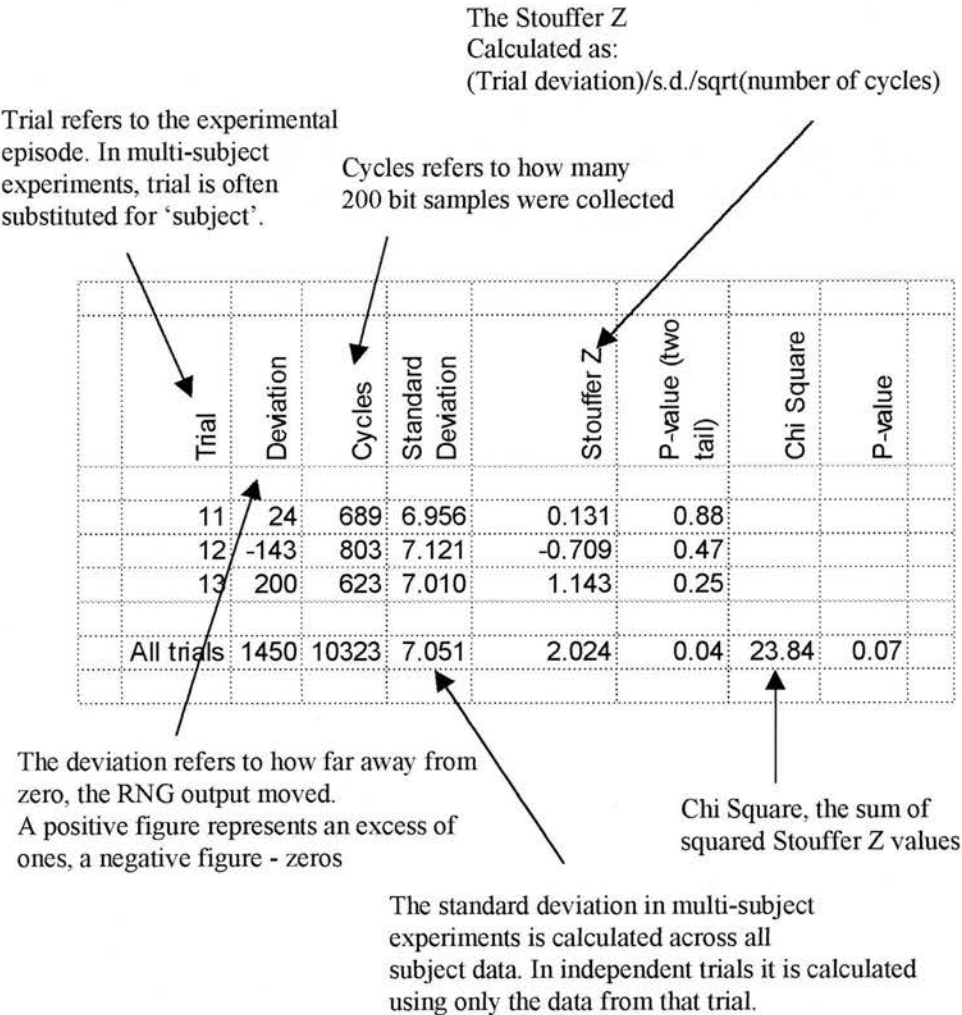 The Stouffer Z
Calculated as:
(Trial deviation)/s.d./sqrt(number of cycles)
Trial refers to the experimental
episode. In multi-subject
experiments, trial is often
substituted for ‘subject’.
Cycles refers to how many
200 bit samples were collected
Trial Deviation Cycles Standard Deviation Stouffer Z P-value (two tail) Chi Square P-value
11 24 689 6.956 0.131 0.88
12 -143 803 7.121 -0.709 0.47
13 200 623 7.010 1.143 0.25
All trials 1450 10323 7.051 2.024 0.04 23.84 0.07
The deviation refers to how far away from
zero, the RNG output moved.
A positive figure represents an excess of
ones, a negative figure - zeros
Chi Square, the sum of
squared Stouffer Z values
The standard deviation in multi-subject
experiments is calculated across all
subject data. In independent trials it is calculated
using only the data from that trial.